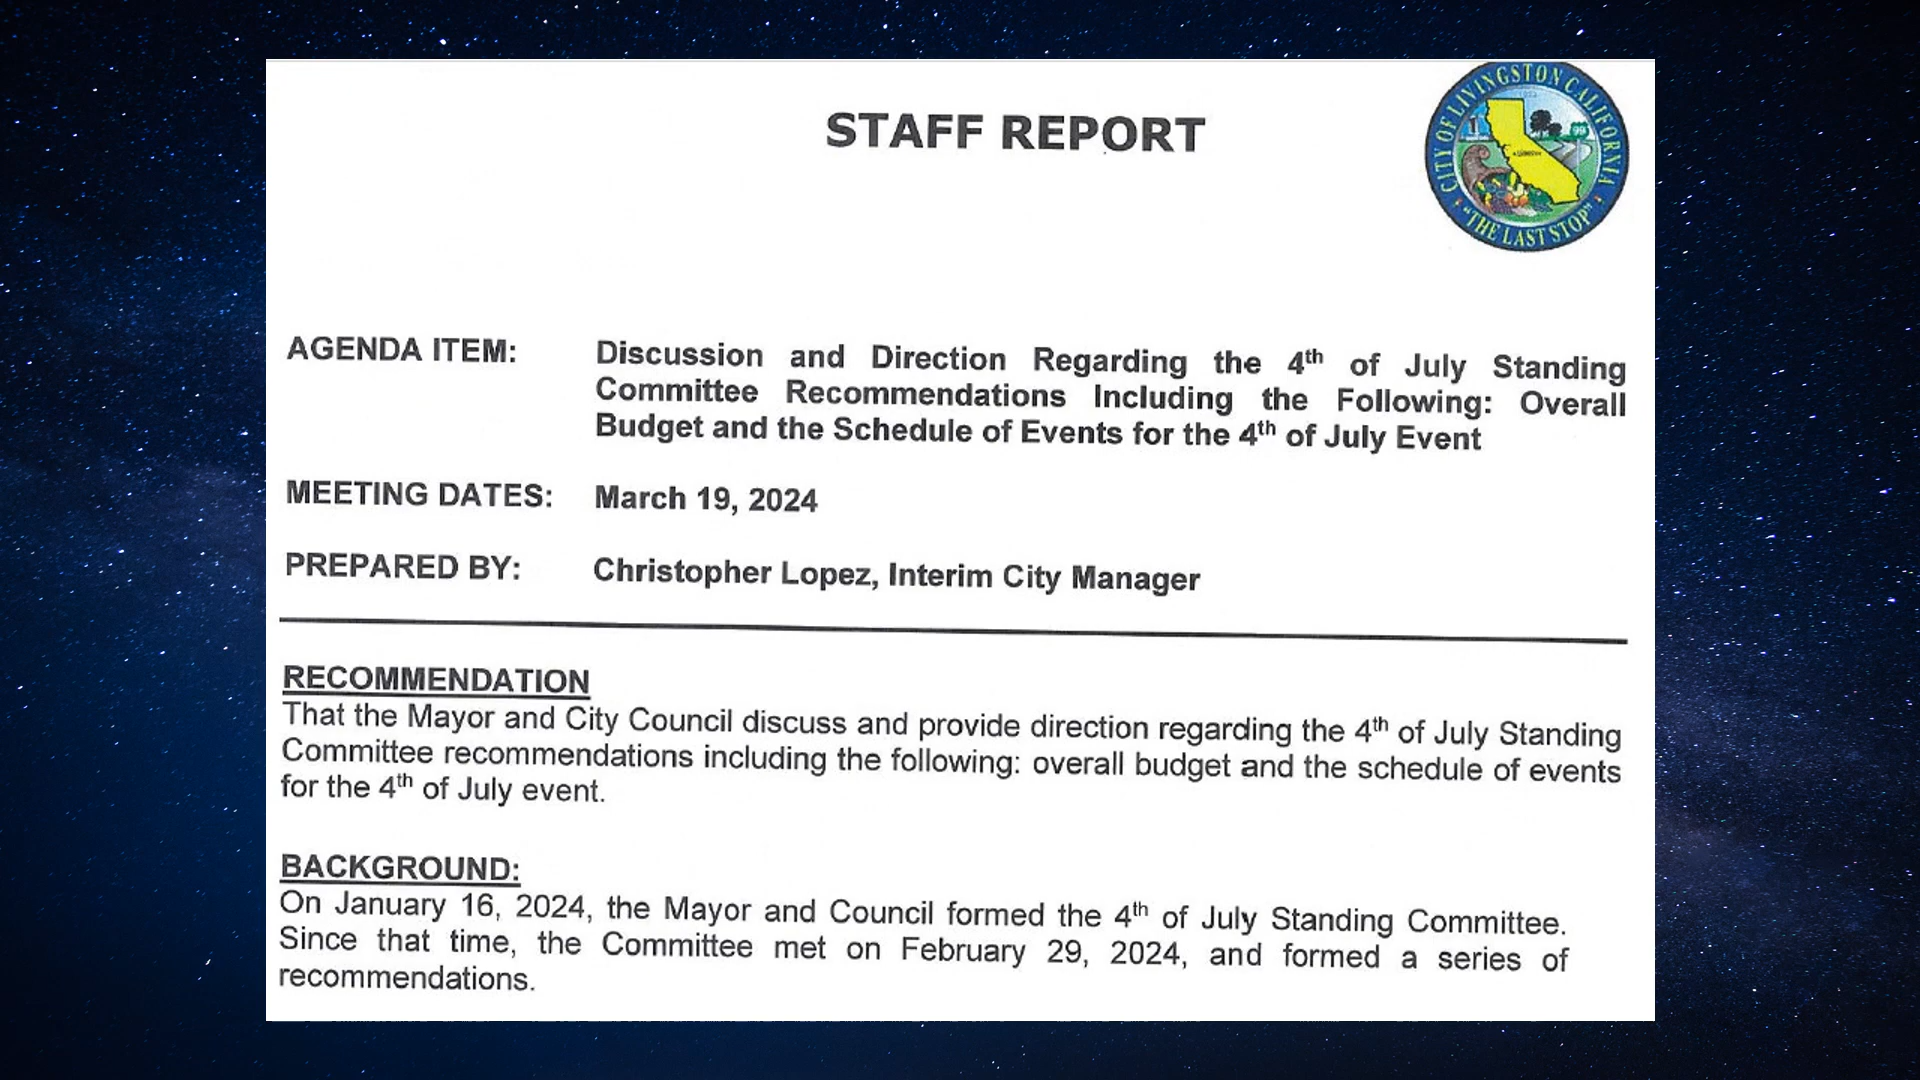 STAFF REPORT
CITY OF LIVINGSTON CALIFORNIA
"THE LAST STOP"
99
AGENDA ITEM: Discussion and Direction Regarding the 4th of July Standing
Committee Recommendations Including the Following: Overall
Budget and the Schedule of Events for the 4th of July Event
MEETING DATES: March 19, 2024
PREPARED BY: Christopher Lopez, Interim City Manager
RECOMMENDATION
That the Mayor and City Council discuss and provide direction regarding the 4th of July Standing
Committee recommendations including the following: overall budget and the schedule of events
for the 4th of July event.
BACKGROUND:
On January 16, 2024, the Mayor and Council formed the 4th of July Standing Committee.
Since that time, the Committee met on February 29, 2024, and formed a series of
recommendations.